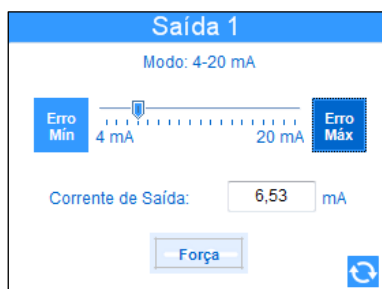 Saída 1
Modo: 4-20 mA
Erro Mín
4 mA
20 mA
Erro Máx
Corrente de Saída: 6,53 mA
Força